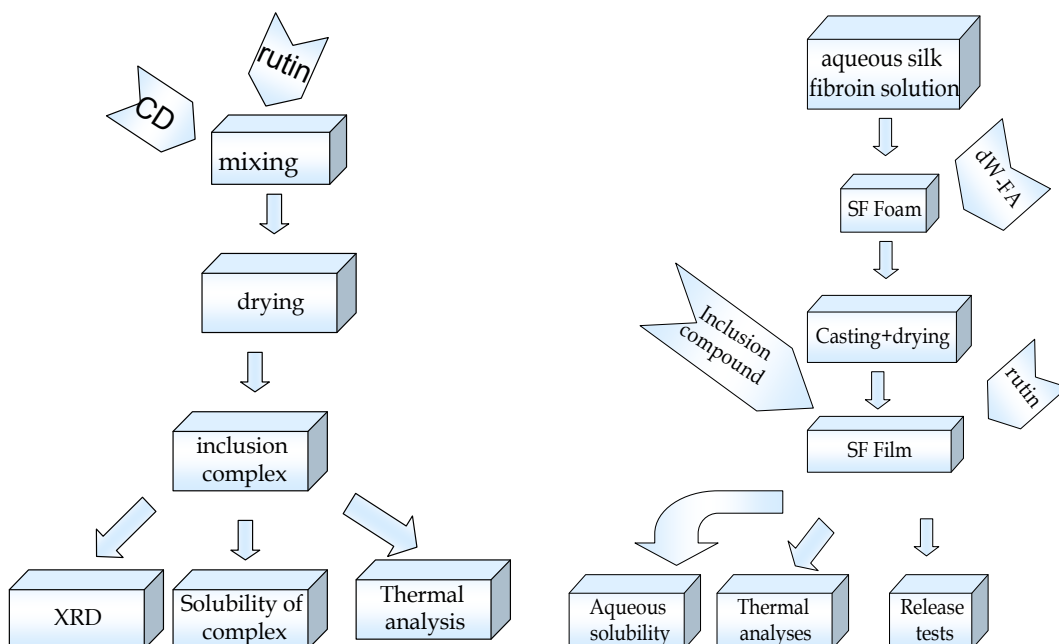 rutin
CD
mixing
drying
inclusion
complex
XRD
Solubility of
complex
Thermal
analysis
aqueous silk
fibroin solution
dW-FA
SF Foam
Casting+drying
Inclusion
compound
rutin
SF Film
Aqueous
solubility
Thermal
analyses
Release
tests